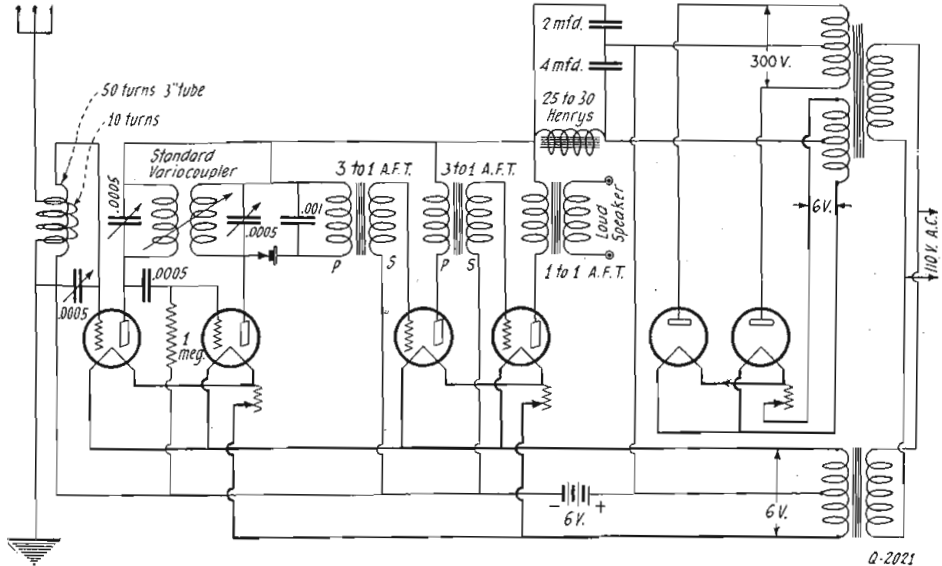 50 turns 3" tube
10 turns
.0005
Standard
Variocoupler
.0005
.001
3 to 1 A.F.T.
3 to 1 A.F.T.
2 mfd.
4 mfd.
25 to 30
Henrys
300 V.
6 V.
110 V. A.C.
Loud
Speaker
1 to 1 A.F.T.
P
S
P
S
.0005
.0005
1
meg.
- 6 V. +
6 V.
Q-2021